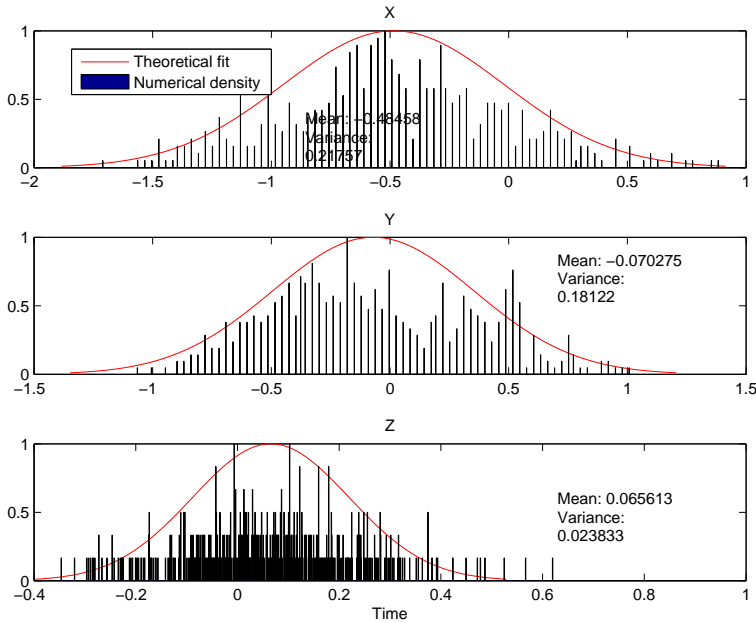 X
Theoretical fit
Numerical density
Mean: −0.48458
Variance:
0.21757
1
0.5
0
−2 −1.5 −1 −0.5 0 0.5 1
Y
Mean: −0.070275
Variance:
0.18122
1
0.5
0
−1.5 −1 −0.5 0 0.5 1 1.5
Z
Mean: 0.065613
Variance:
0.023833
1
0.5
0
−0.4 −0.2 0 0.2 0.4 0.6 0.8 1
Time